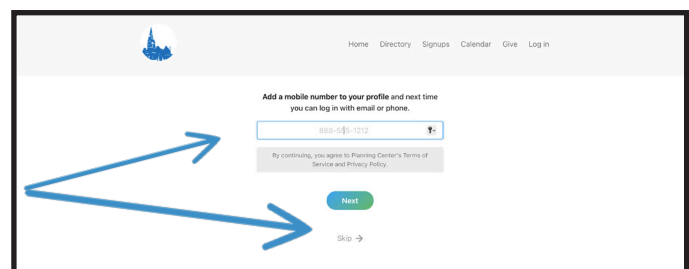 Home Directory Signups Calendar Give Log in
Add a mobile number to your profile and next time
you can log in with email or phone.
888-555-1212
By continuing, you agree to Planning Center's Terms of
Service and Privacy Policy.
Next
Skip →